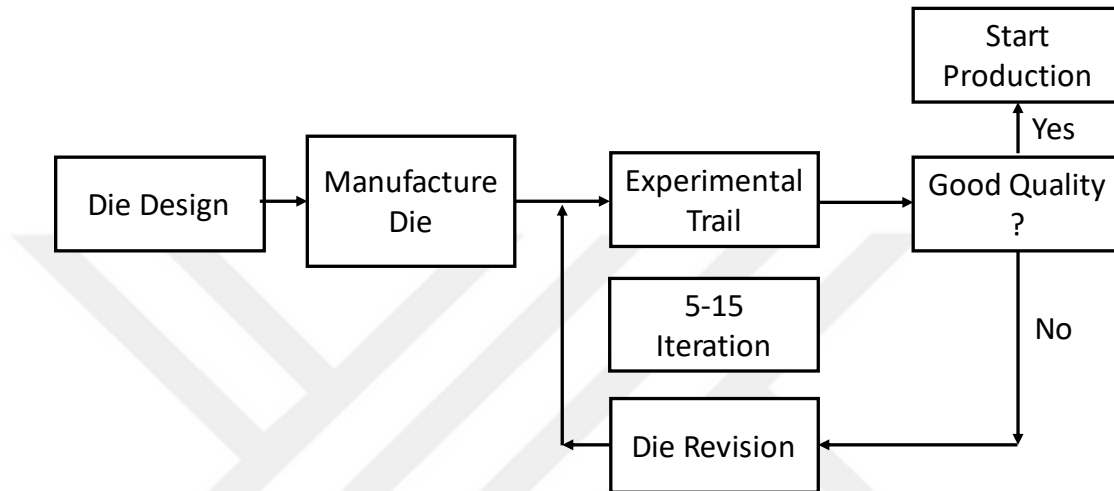 Start
Production
Yes
Die Design
Manufacture
Die
Experimental
Trail
Good Quality
?
5-15
Iteration
No
Die Revision